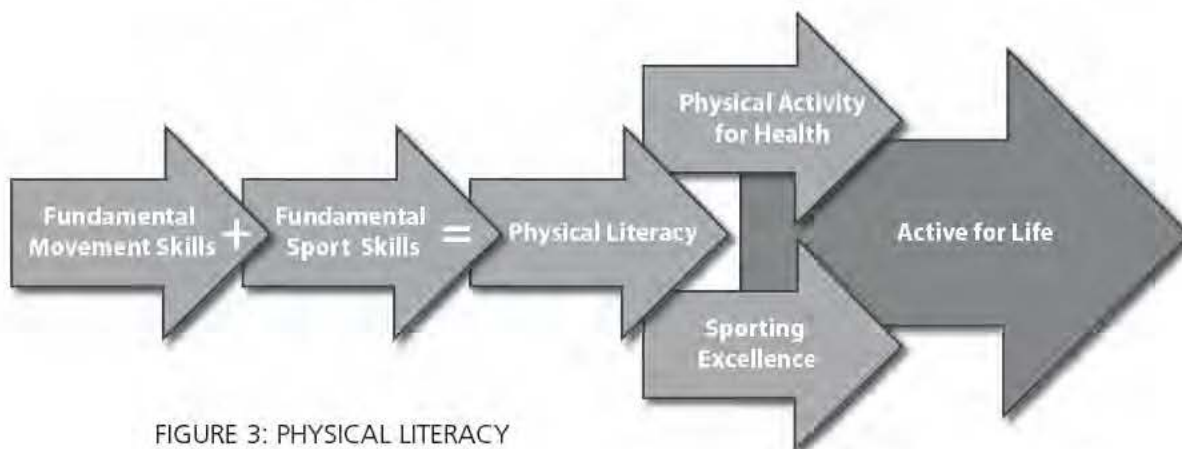 Fundamental
Movement Skills
+
Fundamental
Sport Skills
=
Physical Literacy
Physical Activity
for Health
Sporting
Excellence
Active for Life
FIGURE 3: PHYSICAL LITERACY